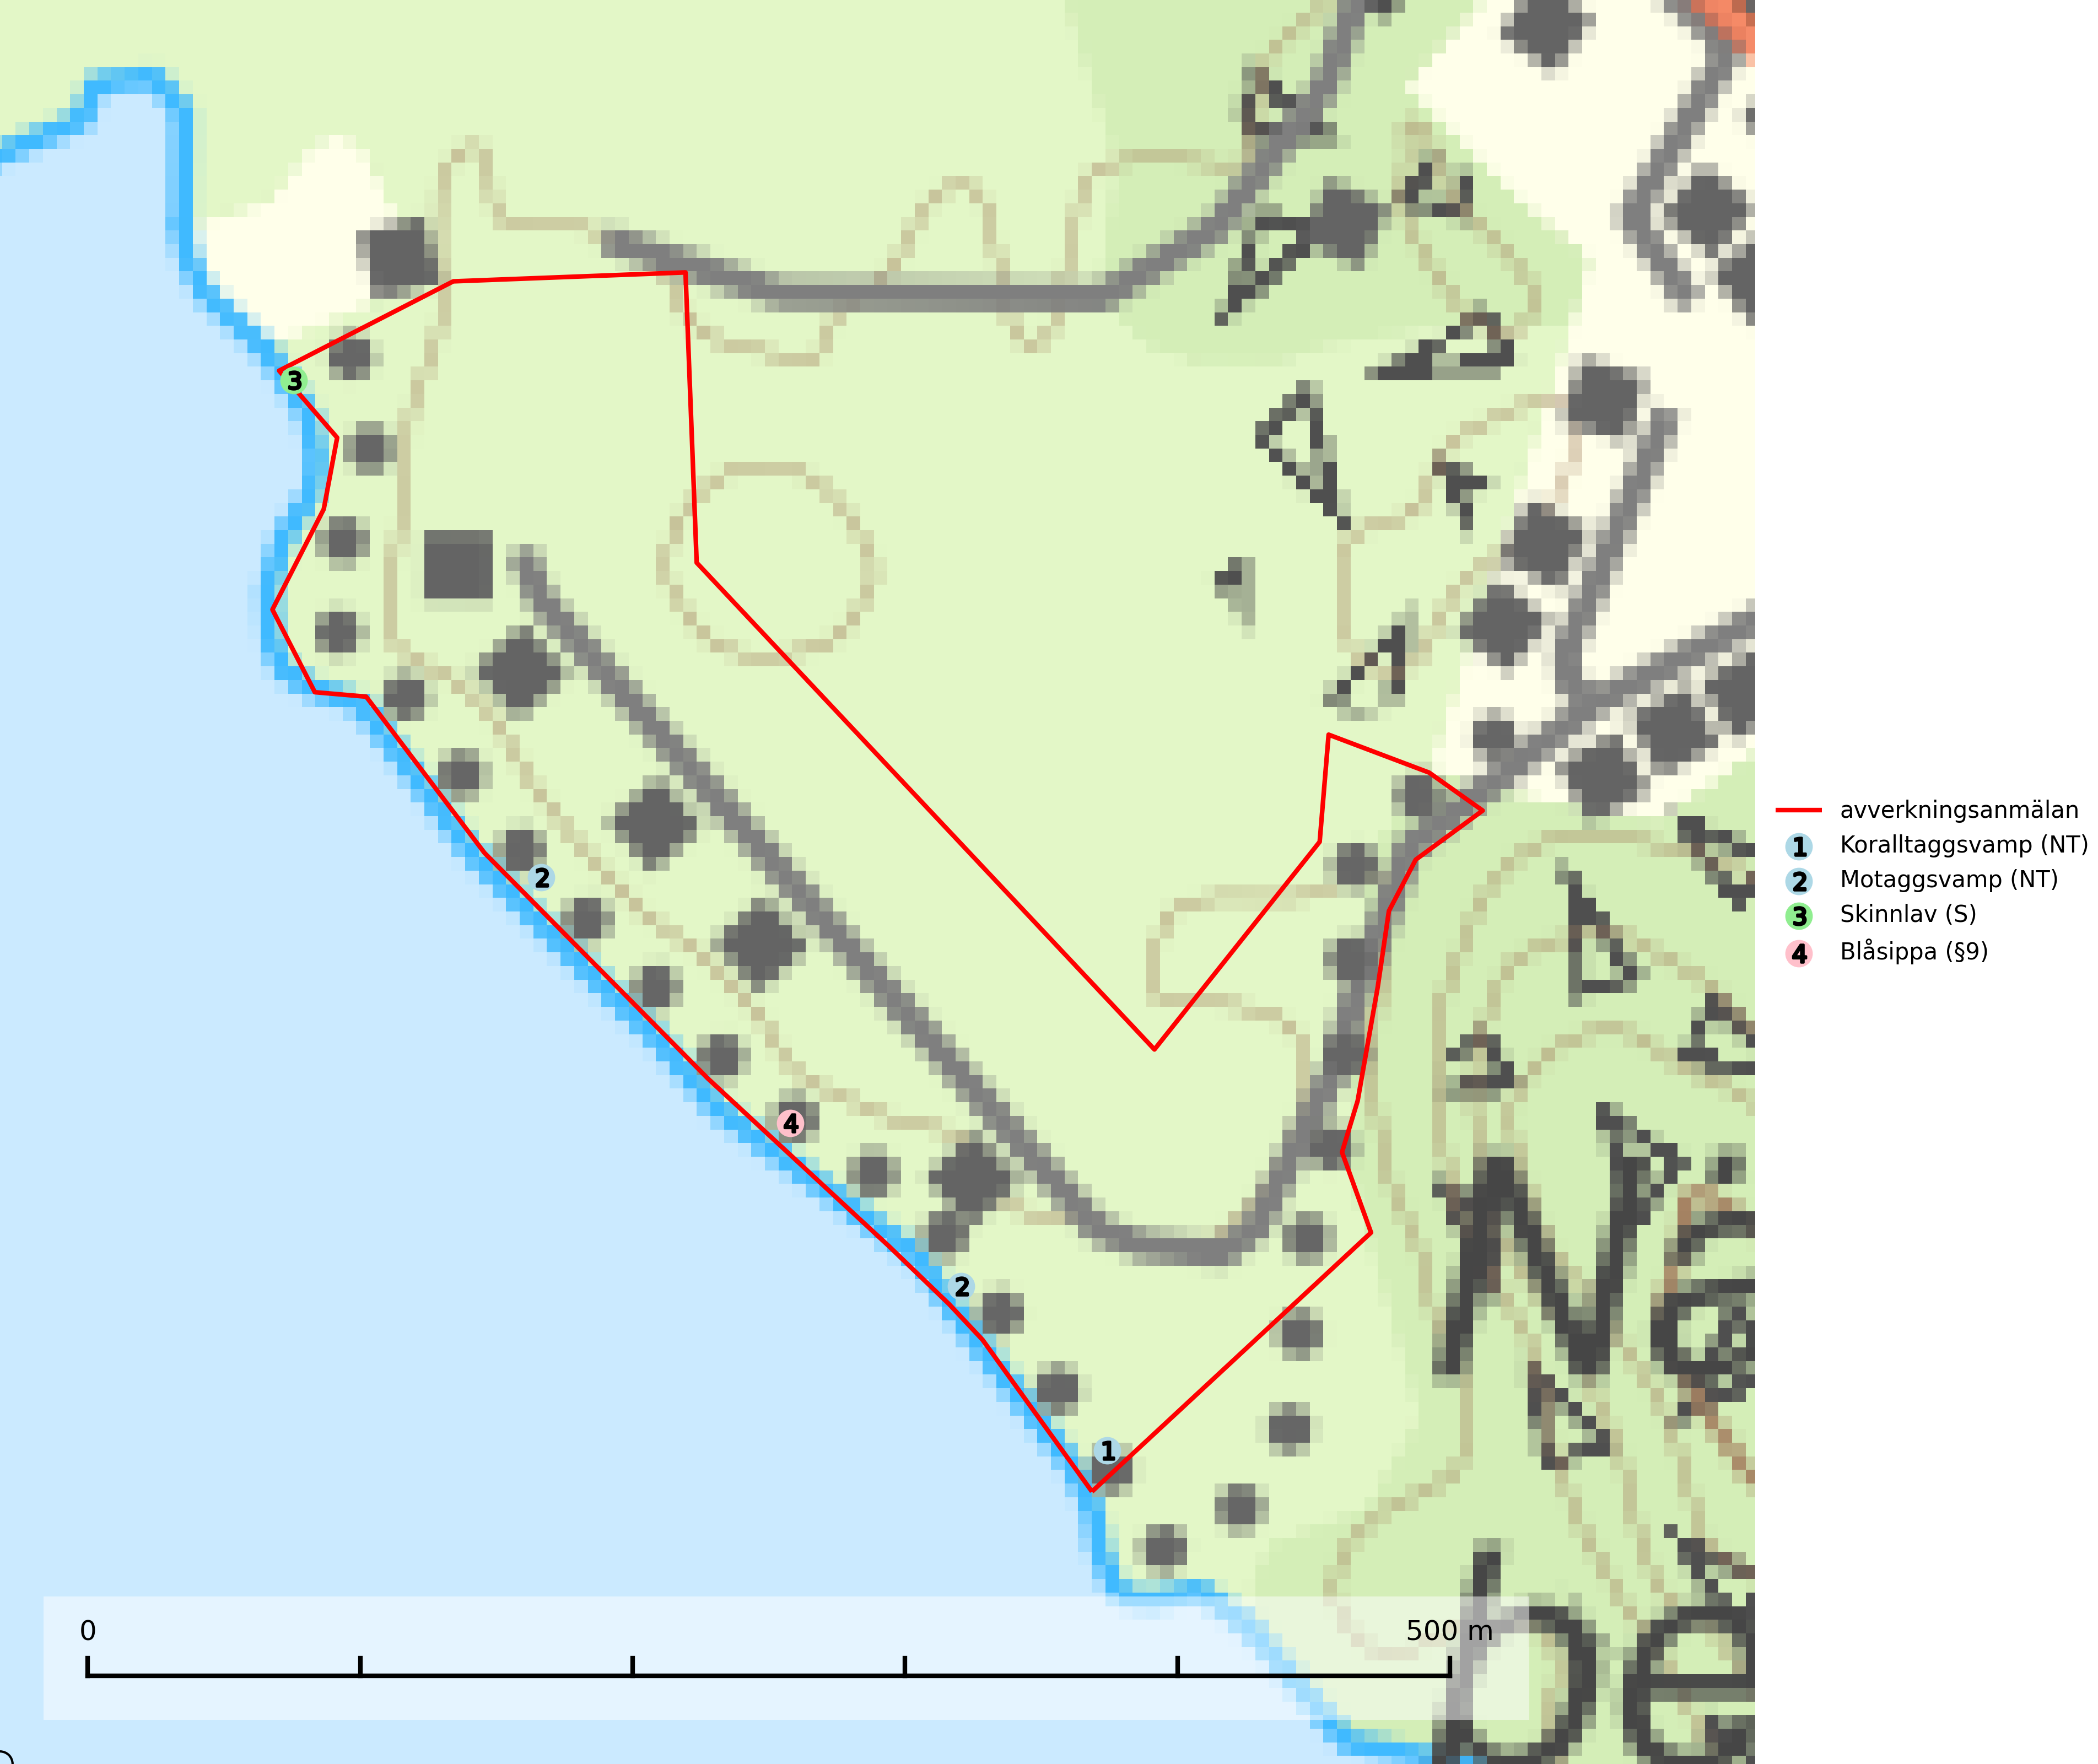 3
2
4
2
1
0
500 m
avverkningsanmälan
1 Koralltaggsvamp (NT)
2 Motaggsvamp (NT)
3 Skinnlav (S)
4 Blåsippa (§9)